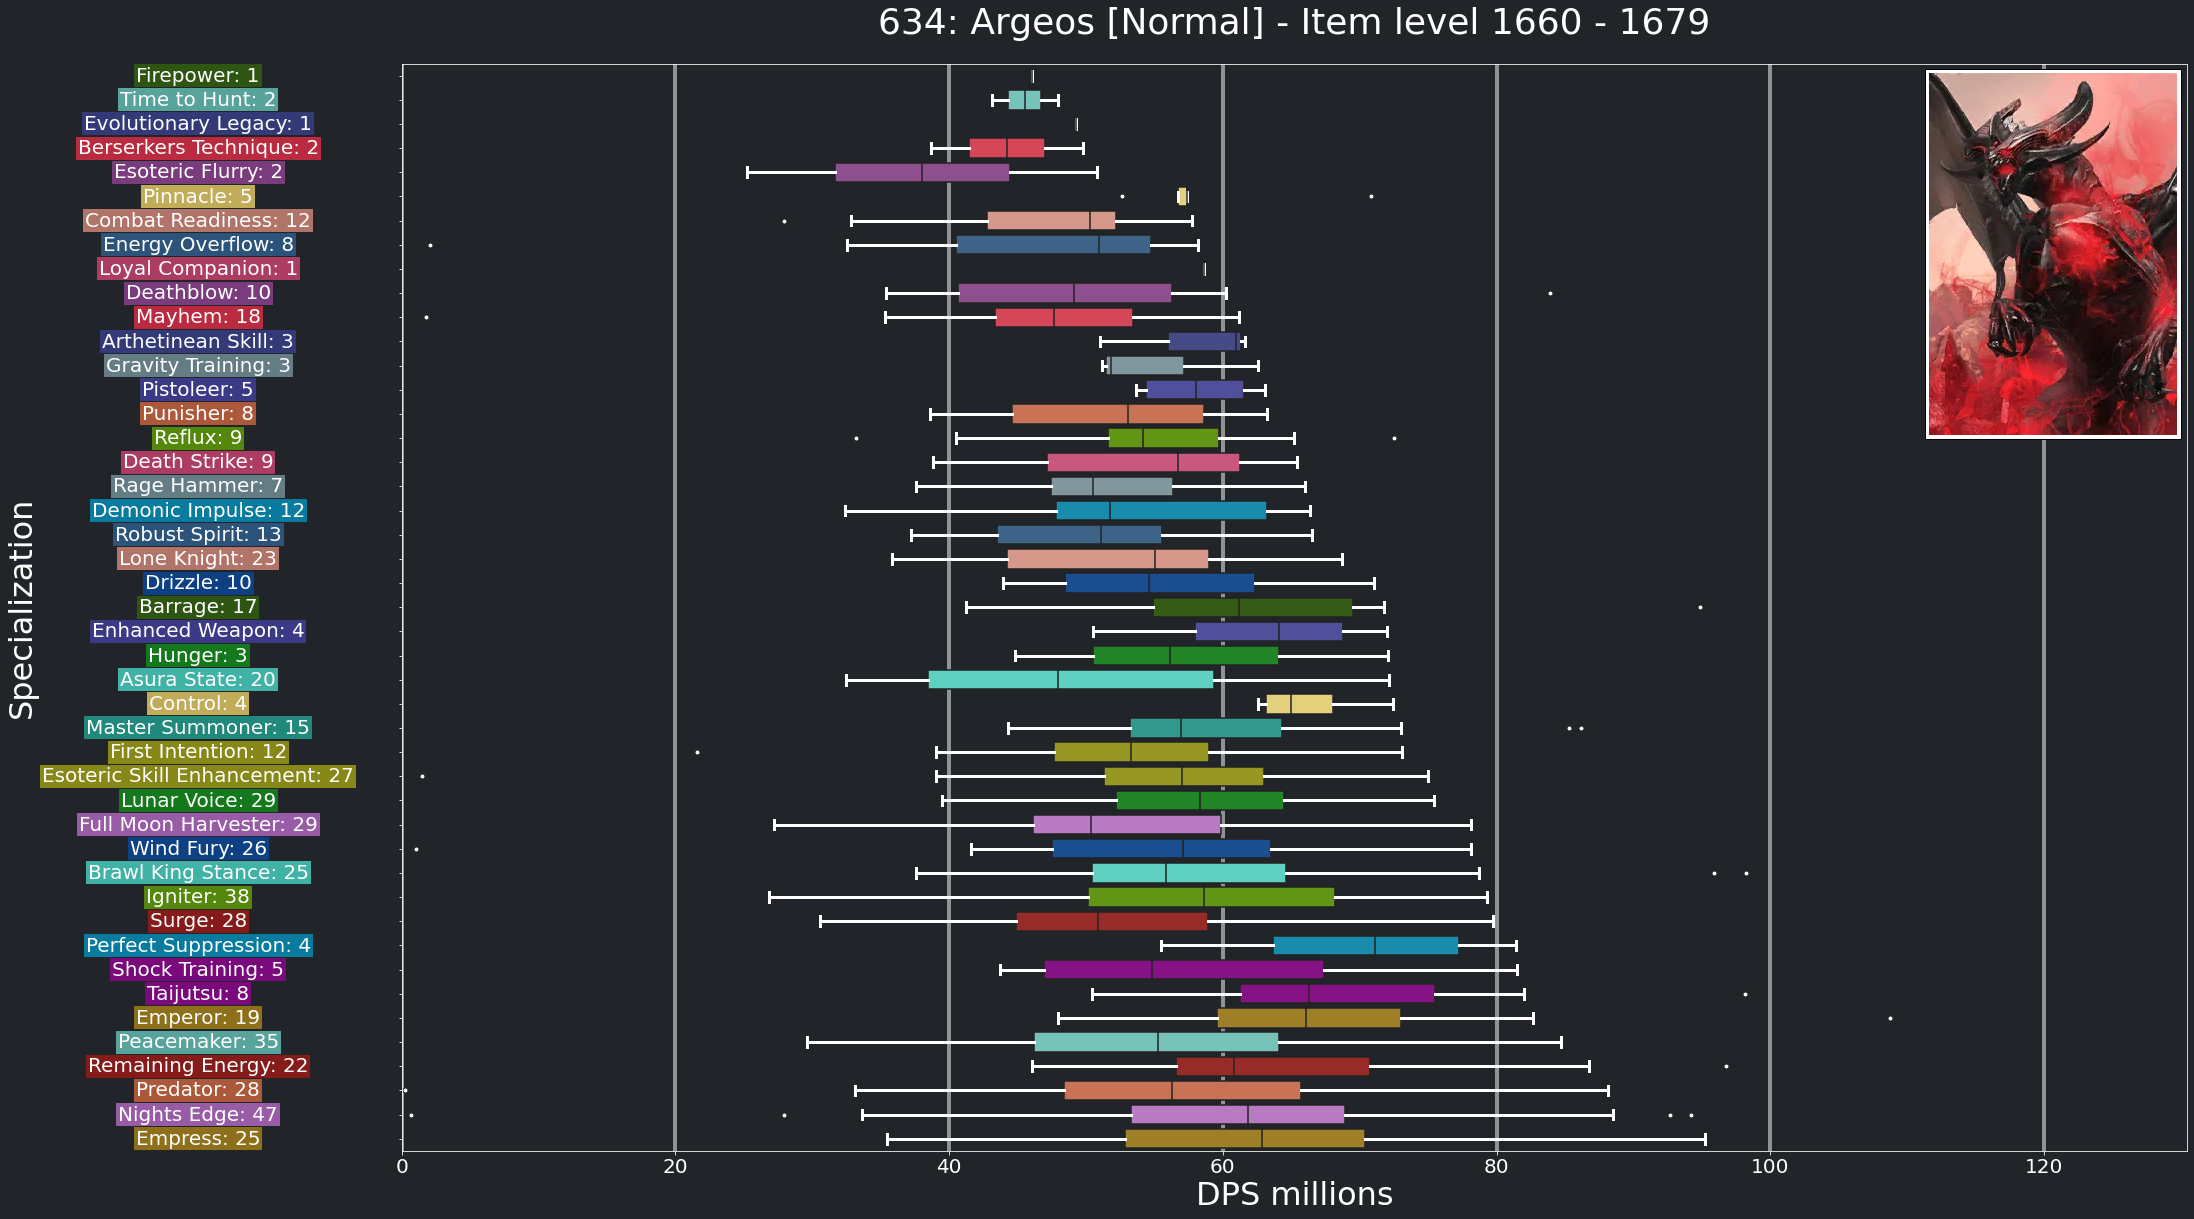 634: Argeos [Normal] - Item level 1660 - 1679
Firepower: 1
Time to Hunt: 2
Evolutionary Legacy: 1
Berserkers Technique: 2
Esoteric Flurry: 2
Pinnacle: 5
Combat Readiness: 12
Energy Overflow: 8
Loyal Companion: 1
Deathblow: 10
Mayhem: 18
Arthetinean Skill: 3
Gravity Training: 3
Pistoleer: 5
Punisher: 8
Reflux: 9
Death Strike: 9
Rage Hammer: 7
Demonic Impulse: 12
Robust Spirit: 13
Lone Knight: 23
Drizzle: 10
Barrage: 17
Enhanced Weapon: 4
Hunger: 3
Asura State: 20
Control: 4
Master Summoner: 15
First Intention: 12
Esoteric Skill Enhancement: 27
Lunar Voice: 29
Full Moon Harvester: 29
Wind Fury: 26
Brawl King Stance: 25
Igniter: 38
Surge: 28
Perfect Suppression: 4
Shock Training: 5
Taijutsu: 8
Emperor: 19
Peacemaker: 35
Remaining Energy: 22
Predator: 28
Nights Edge: 47
Empress: 25
Specialization
0 20 40 60 80 100 120
DPS millions